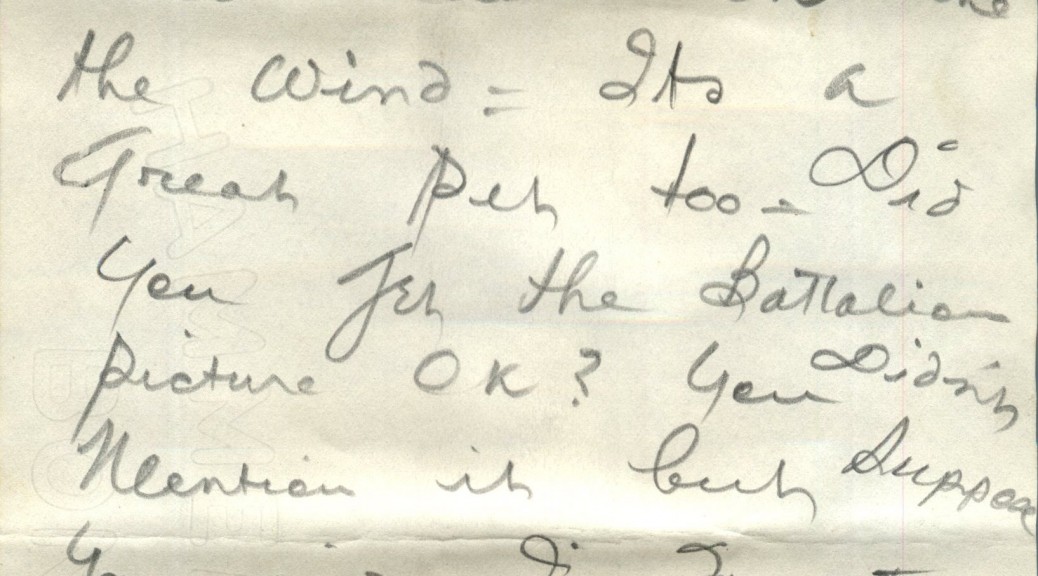 the Wind = Its a
Great Pet too = Did
You Get the Battalion
picture OK? You Didn't
Mention it but Suppose